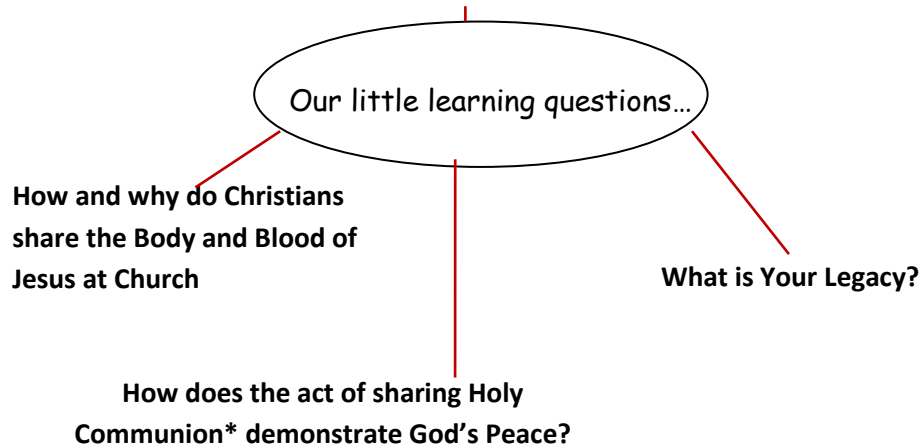 Our little learning questions…
How and why do Christians
share the Body and Blood of
Jesus at Church
What is Your Legacy?
How does the act of sharing Holy
Communion* demonstrate God’s Peace?